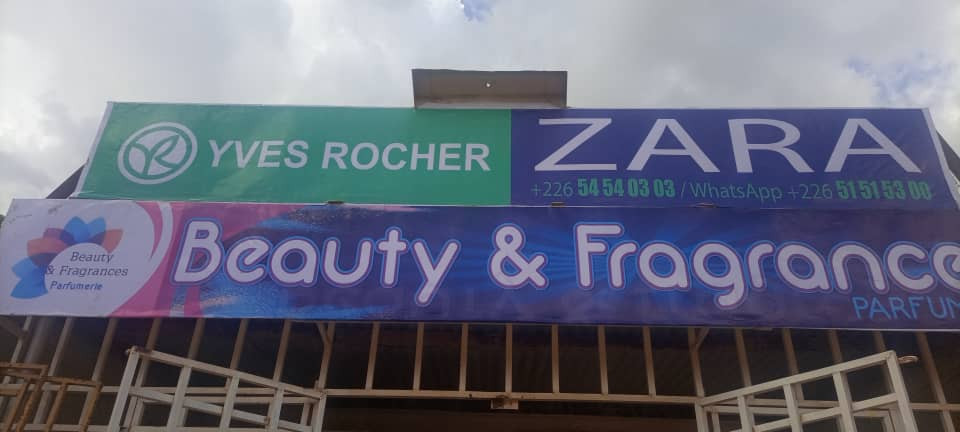 YVES ROCHER
ZARA
+226 54 54 03 03 / WhatsApp +226 51 51 53 00
Beauty
& Fragrances
Parfumerie
Beauty & Fragrance
PARFUM